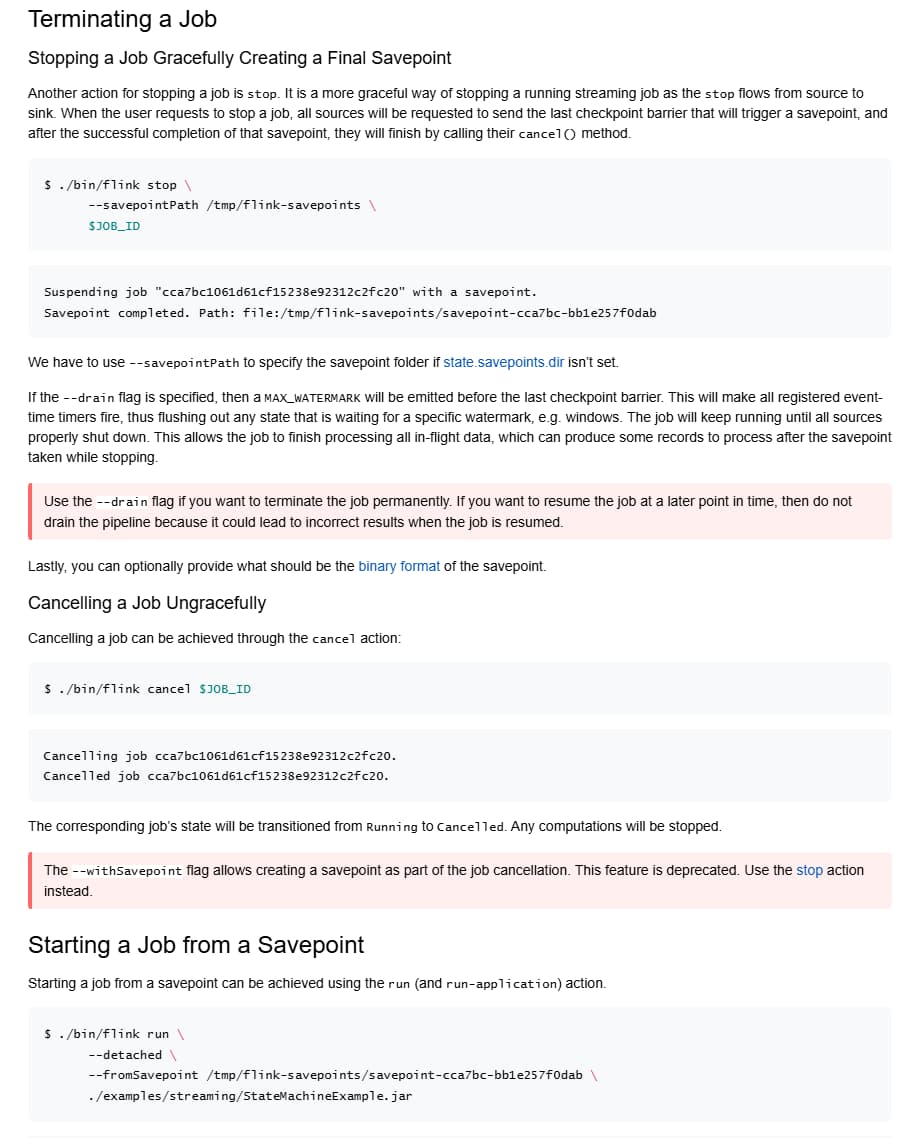 Terminating a Job
Stopping a Job Gracefully Creating a Final Savepoint
Another action for stopping a job is stop. It is a more graceful way of stopping a running streaming job as the stop flows from source to
sink. When the user requests to stop a job, all sources will be requested to send the last checkpoint barrier that will trigger a savepoint, and
after the successful completion of that savepoint, they will finish by calling their cancel() method.
$ ./bin/flink stop \
--savepointPath /tmp/flink-savepoints \
$JOB_ID
Suspending job "cca7bc1061d61cf15238e92312c2fc20" with a savepoint.
Savepoint completed. Path: file:/tmp/flink-savepoints/savepoint-cca7bc-bb1e257f0dab
We have to use --savepointPath to specify the savepoint folder if state.savepoints.dir isn't set.
If the --drain flag is specified, then a MAX_WATERMARK will be emitted before the last checkpoint barrier. This will make all registered event-
time timers fire, thus flushing out any state that is waiting for a specific watermark, e.g. windows. The job will keep running until all sources
properly shut down. This allows the job to finish processing all in-flight data, which can produce some records to process after the savepoint
taken while stopping.
Use the --drain flag if you want to terminate the job permanently. If you want to resume the job at a later point in time, then do not
drain the pipeline because it could lead to incorrect results when the job is resumed.
Lastly, you can optionally provide what should be the binary format of the savepoint.
Cancelling a Job Ungracefully
Cancelling a job can be achieved through the cancel action:
$ ./bin/flink cancel $JOB_ID
Cancelling job cca7bc1061d61cf15238e92312c2fc20.
Cancelled job cca7bc1061d61cf15238e92312c2fc20.
The corresponding job's state will be transitioned from Running to Cancelled. Any computations will be stopped.
The --withSavepoint flag allows creating a savepoint as part of the job cancellation. This feature is deprecated. Use the stop action
instead.
Starting a Job from a Savepoint
Starting a job from a savepoint can be achieved using the run (and run-application) action.
$ ./bin/flink run \
--detached \
--fromSavepoint /tmp/flink-savepoints/savepoint-cca7bc-bb1e257f0dab \
./examples/streaming/StateMachineExample.jar